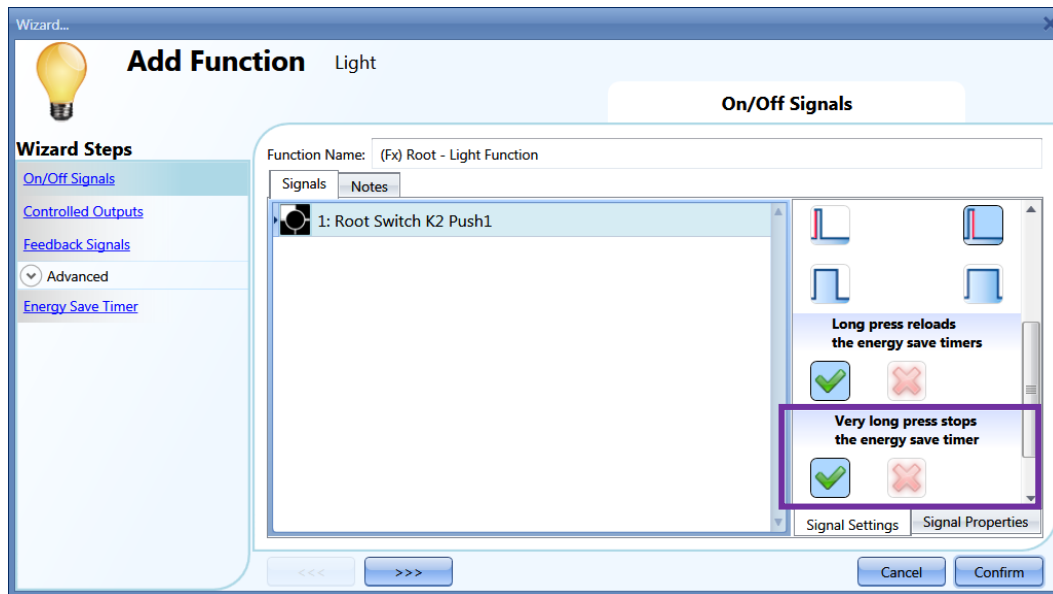 Wizard...
Add Function Light
On/Off Signals
Wizard Steps
On/Off Signals
Controlled Outputs
Feedback Signals
Advanced
Energy Save Timer
Function Name: (Fx) Root - Light Function
Signals Notes
1: Root Switch K2 Push1
Long press reloads
the energy save timers
Very long press stops
the energy save timer
Signal Settings Signal Properties
<<< >>> Cancel Confirm